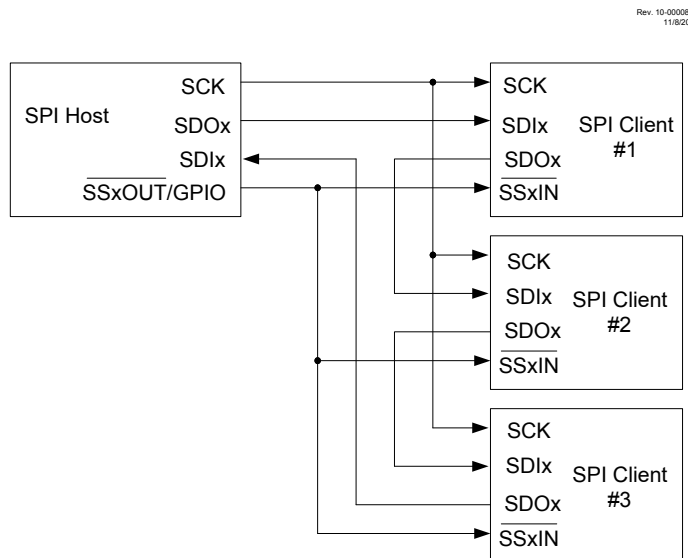 Rev. 10-00008
11/8/20
SPI Host
SCK
SDOx
SDIx
SSxOUT/GPIO
SCK
SDIx
SDOx
SSxIN
SPI Client
#1
SCK
SDIx
SDOx
SSxIN
SPI Client
#2
SCK
SDIx
SDOx
SSxIN
SPI Client
#3